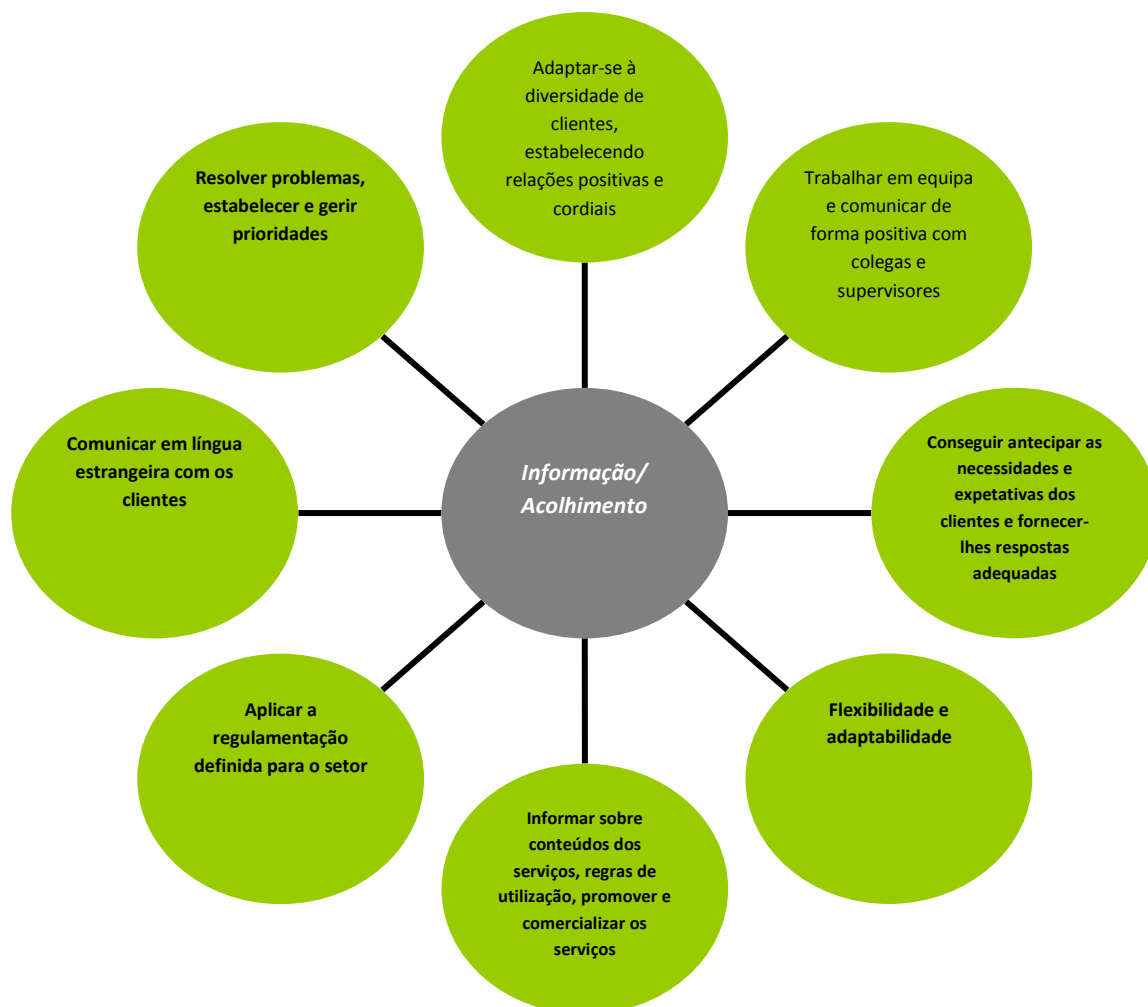 Adaptar-se à
diversidade de
clientes,
estabelecendo
relações positivas e
cordiais
Trabalhar em equipa
e comunicar de
forma positiva com
colegas e
supervisores
Conseguir antecipar as
necessidades e
expetativas dos
clientes e fornecer-
lhes respostas
adequadas
Flexibilidade e
adaptabilidade
Informar sobre
conteúdos dos
serviços, regras de
utilização, promover e
comercializar os
serviços
Aplicar a
regulamentação
definida para o setor
Comunicar em língua
estrangeira com os
clientes
Resolver problemas,
estabelecer e gerir
prioridades
Informação/
Acolhimento